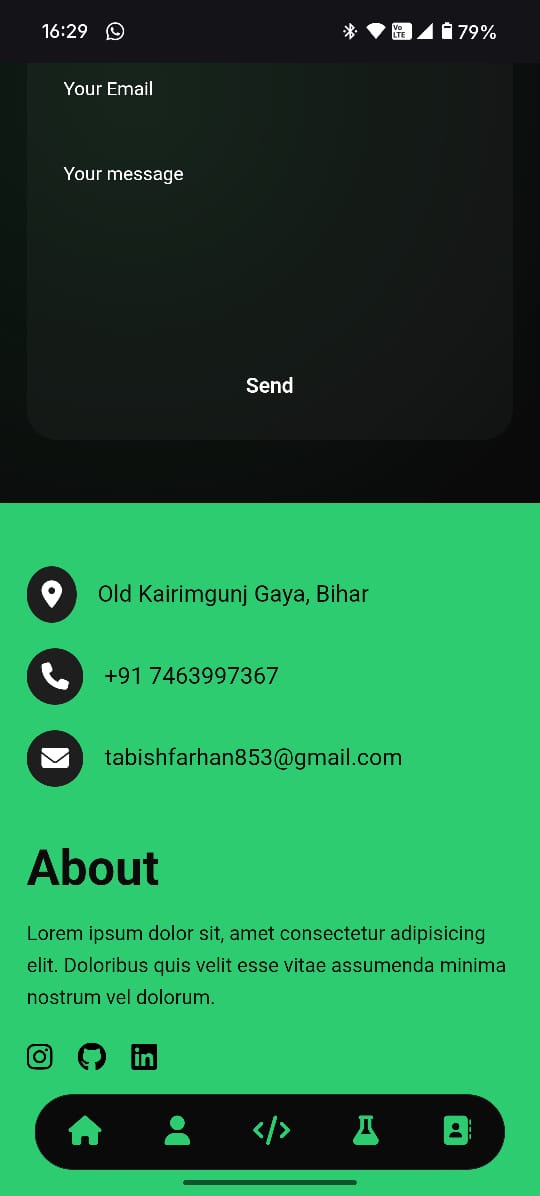 16:29
Vo
LTE
79%
Your Email
Your message
Send
Old Kairimgunj Gaya, Bihar
+91 7463997367
tabishfarhan853@gmail.com
About
Lorem ipsum dolor sit, amet consectetur adipisicing
elit. Doloribus quis velit esse vitae assumenda minima
nostrum vel dolorum.